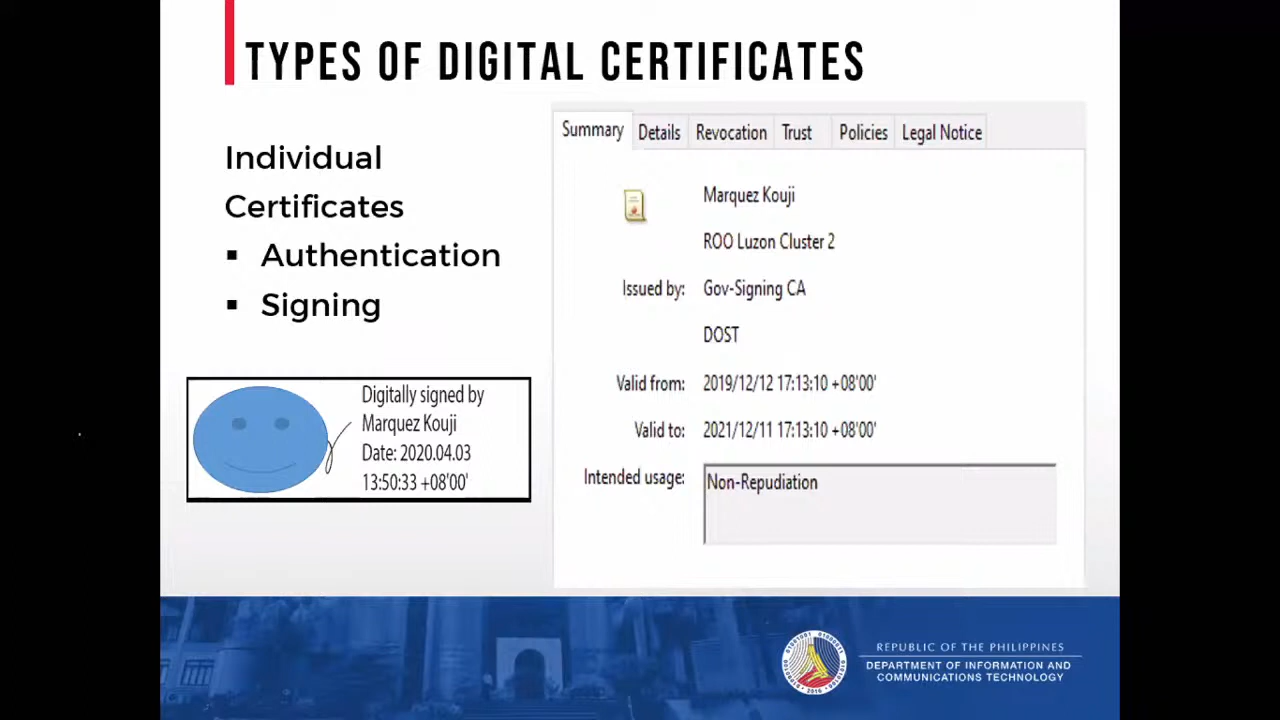 TYPES OF DIGITAL CERTIFICATES
Individual
Certificates
▪ Authentication
▪ Signing
Digitally signed by
Marquez Kouji
Date: 2020.04.03
13:50:33 +08'00'
Summary Details Revocation Trust Policies Legal Notice
Marquez Kouji
ROO Luzon Cluster 2
Issued by: Gov-Signing CA
DOST
Valid from: 2019/12/12 17:13:10 +08'00'
Valid to: 2021/12/11 17:13:10 +08'00'
Intended usage: Non-Repudiation
REPUBLIC OF THE PHILIPPINES
DEPARTMENT OF INFORMATION AND
COMMUNICATIONS TECHNOLOGY